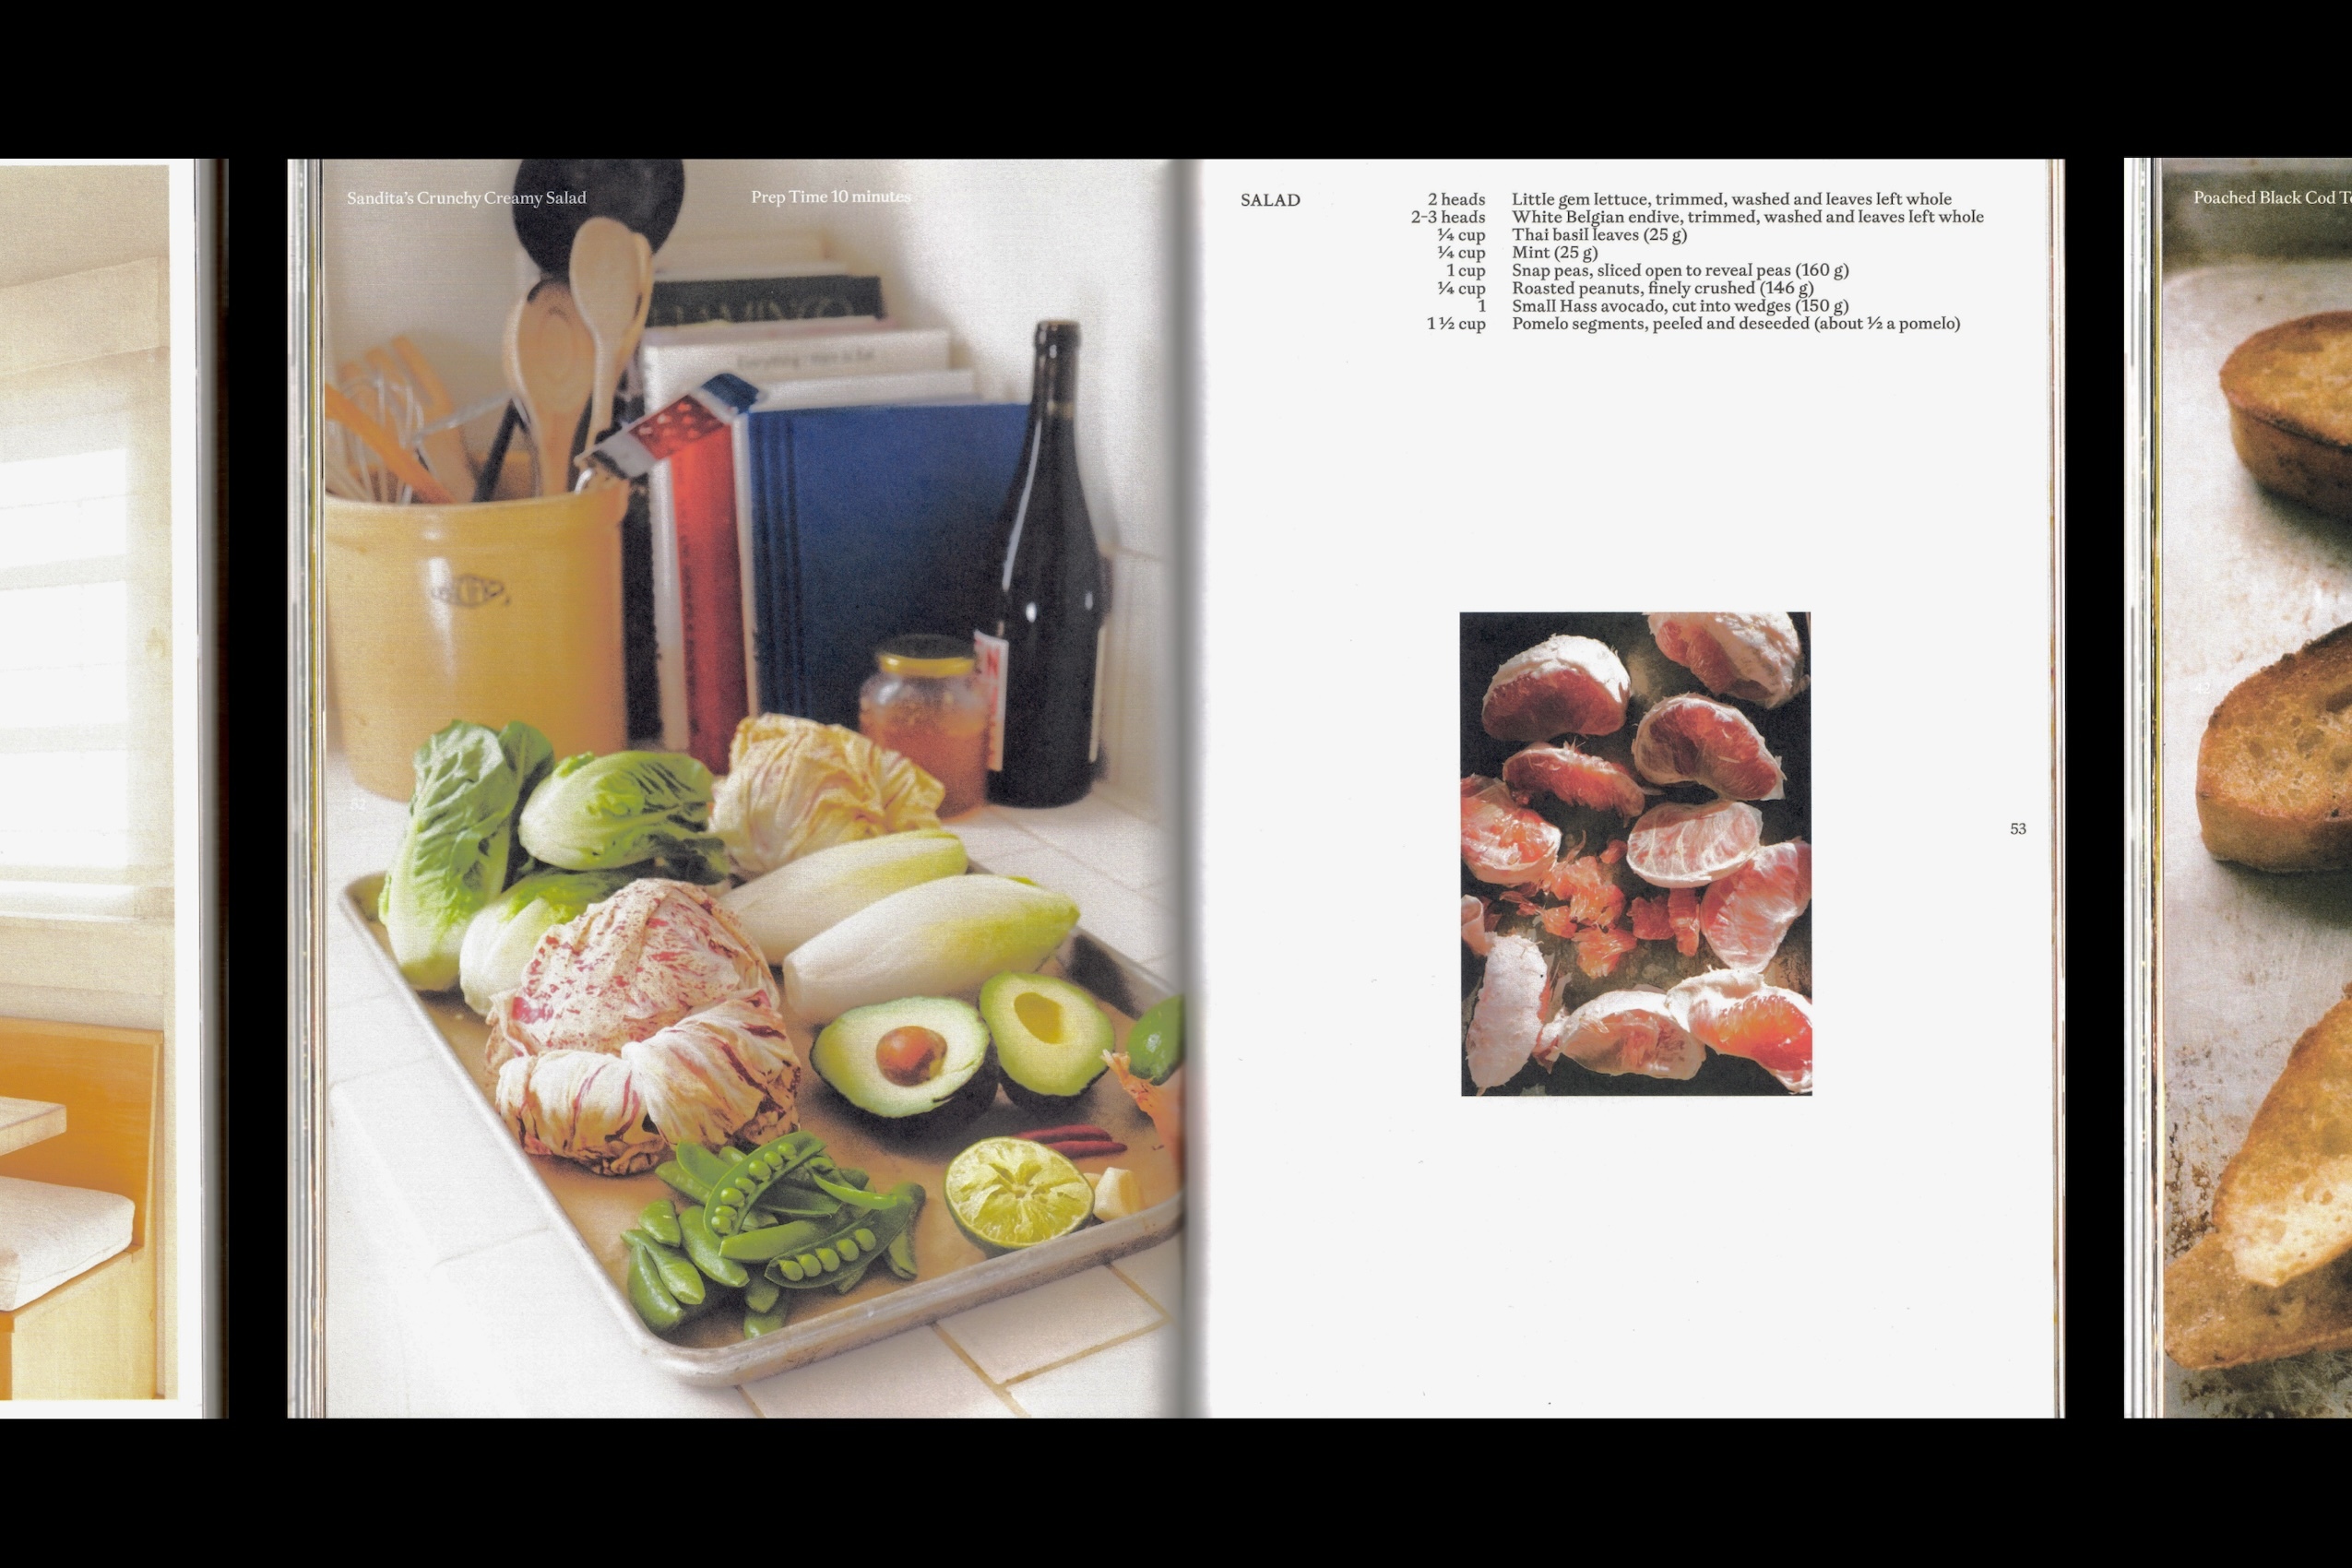 Sandita's Crunchy Creamy Salad
Prep Time 10 minutes
52
SALAD
2 heads Little gem lettuce, trimmed, washed and leaves left whole
2-3 heads White Belgian endive, trimmed, washed and leaves left whole
¼ cup Thai basil leaves (25 g)
¼ cup Mint (25 g)
1 cup Snap peas, sliced open to reveal peas (160 g)
¼ cup Roasted peanuts, finely crushed (146 g)
1 Small Hass avocado, cut into wedges (150 g)
1 ½ cup Pomelo segments, peeled and deseeded (about ½ a pomelo)
53
Poached Black Cod
42